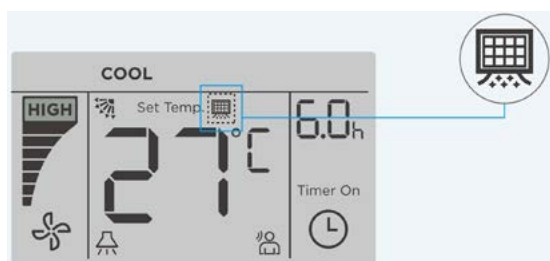 COOL
HIGH
Set Temp.
27°C
6.0h
Timer On